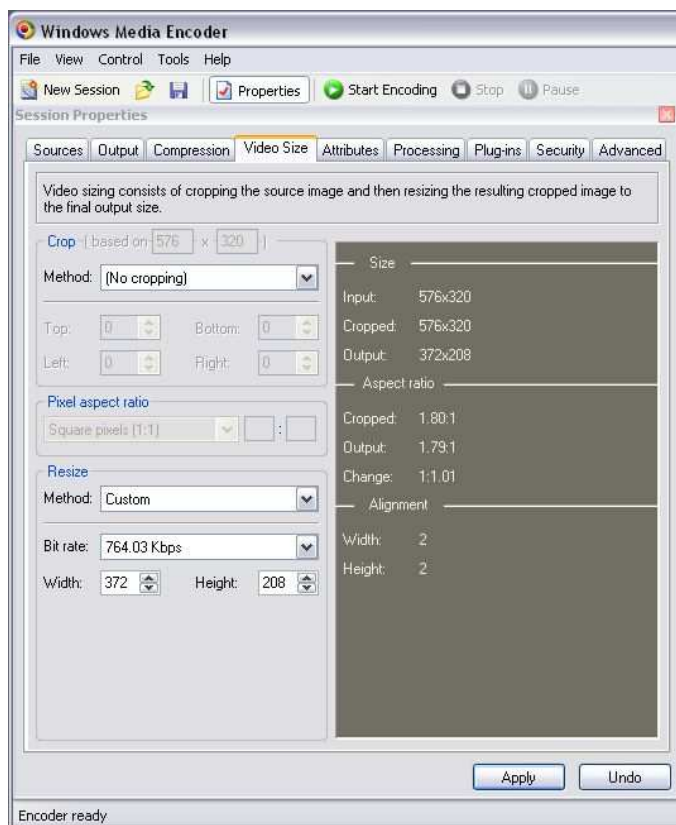 Windows Media Encoder
File View Control Tools Help
New Session Properties Start Encoding Stop Pause
Session Properties
Sources Output Compression Video Size Attributes Processing Plug-ins Security Advanced
Video sizing consists of cropping the source image and then resizing the resulting cropped image to
the final output size.
Crop ( based on 576 x 320 )
Method: (No cropping)
Top: 0 Bottom: 0
Left: 0 Right: 0
Pixel aspect ratio
Square pixels (1:1) :
Resize
Method: Custom
Bit rate: 764.03 Kbps
Width: 372 Height: 208
Size
Input: 576x320
Cropped: 576x320
Output: 372x208
Aspect ratio
Cropped: 1.80:1
Output: 1.79:1
Change: 1:1.01
Alignment
Width: 2
Height: 2
Apply Undo
Encoder ready